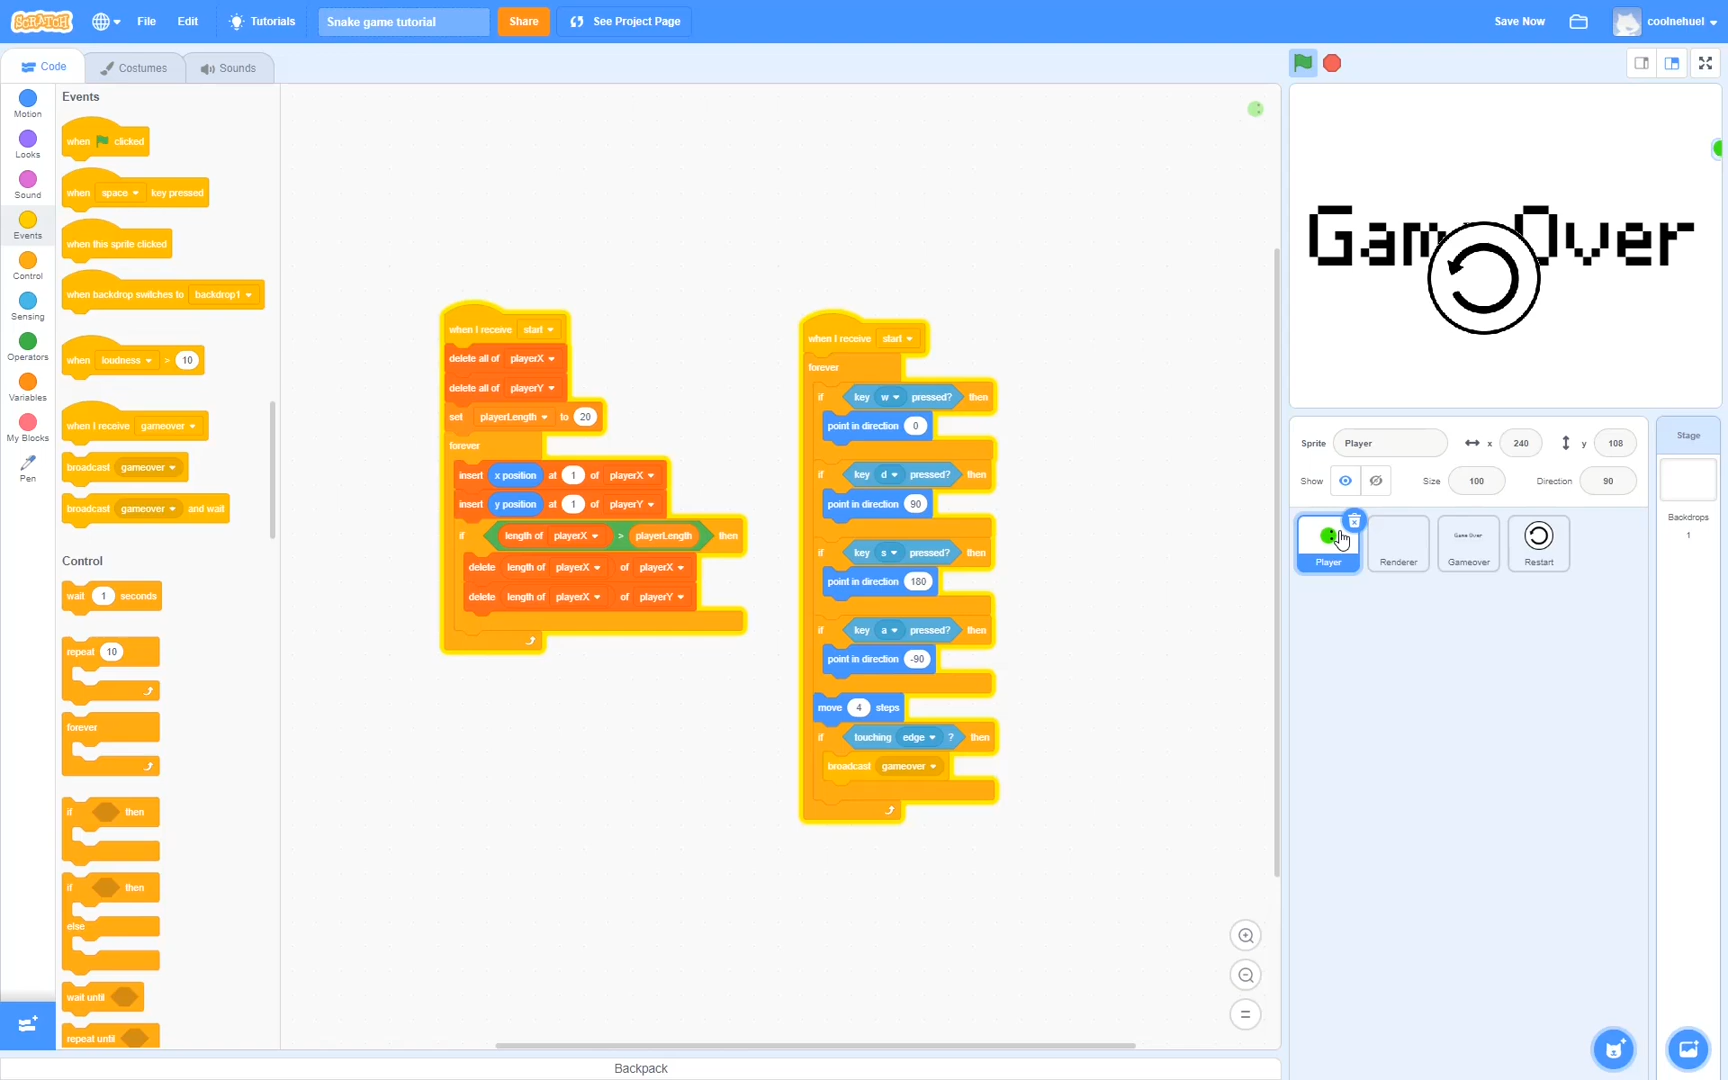 SCRATCH File Edit Tutorials Snake game tutorial Share See Project Page Save Now coolnehuel
Code Costumes Sounds
Motion
Looks
Sound
Events
Control
Sensing
Operators
Variables
My Blocks
Pen
Events
when clicked
when space key pressed
when this sprite clicked
when backdrop switches to backdrop1
when loudness > 10
when I receive gameover
broadcast gameover
broadcast gameover and wait
Control
wait 1 seconds
repeat 10
forever
if then
if then
else
wait until
repeat until
when I receive start
delete all of playerX
delete all of playerY
set playerLength to 20
forever
insert x position at 1 of playerX
insert y position at 1 of playerY
if length of playerX > playerLength then
delete length of playerX of playerX
delete length of playerX of playerY
when I receive start
forever
if key w pressed? then
point in direction 0
if key d pressed? then
point in direction 90
if key s pressed? then
point in direction 180
if key a pressed? then
point in direction -90
move 4 steps
if touching edge ? then
broadcast gameover
Backpack
Game Over
Sprite Player x 240 y 108
Show Size 100 Direction 90
Player
Renderer
Game Over
Gameover
Restart
Stage
Backdrops
1